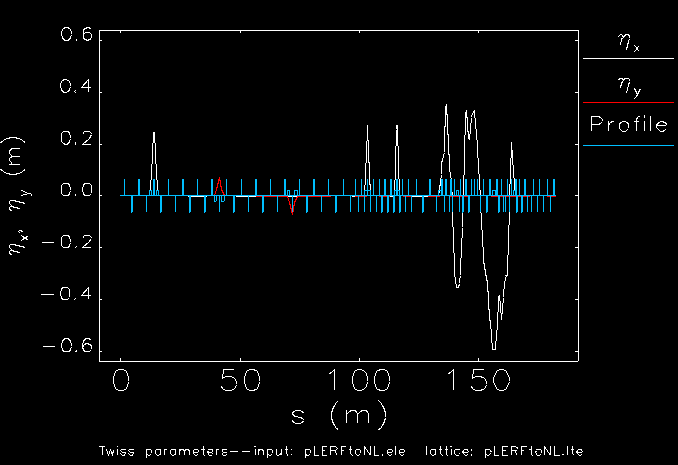 0.6
0.4
0.2
0.0
−0.2
−0.4
−0.6
ηx, ηy (m)
0 50 100 150
s (m)
ηx
ηy
Profile
Twiss parameters--input: pLERFtoNL.ele lattice: pLERFtoNL.lte